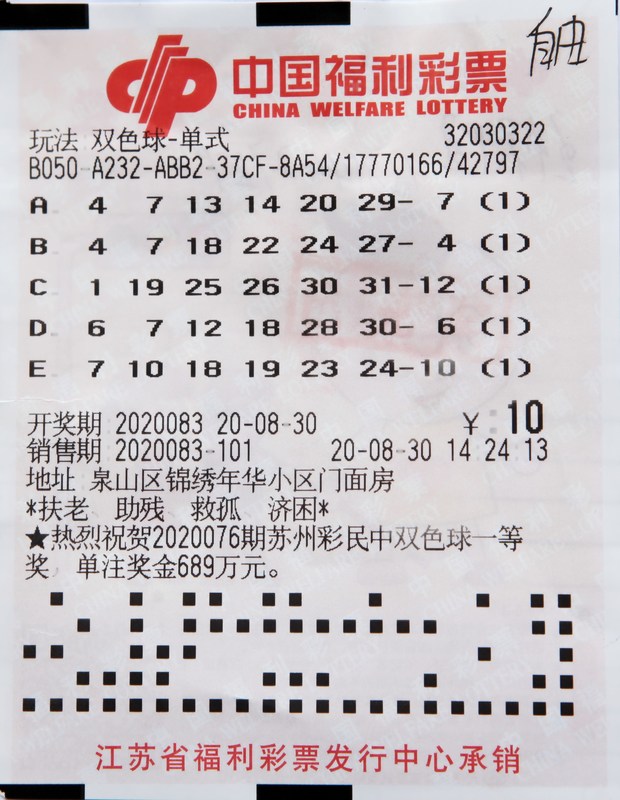 中国福利彩票
CHINA WELFARE LOTTERY
玩法 双色球-单式 32030322
B050-A232-ABB2-37CF-8A54/17770166/42797
A. 4 7 13 14 20 29- 7 (1)
B. 4 7 18 22 24 27- 4 (1)
C. 1 19 25 26 30 31-12 (1)
D. 6 7 12 18 28 30- 6 (1)
E. 7 10 18 19 23 24-10 (1)
开奖期:2020083 20-08-30 ¥:10
销售期:2020083-101 20-08-30 14:24:13
地址:泉山区锦绣年华小区门面房
*扶老 助残 救孤 济困*
★热烈祝贺2020076期苏州彩民中双色球一等
奖，单注奖金689万元。
江苏省福利彩票发行中心承销